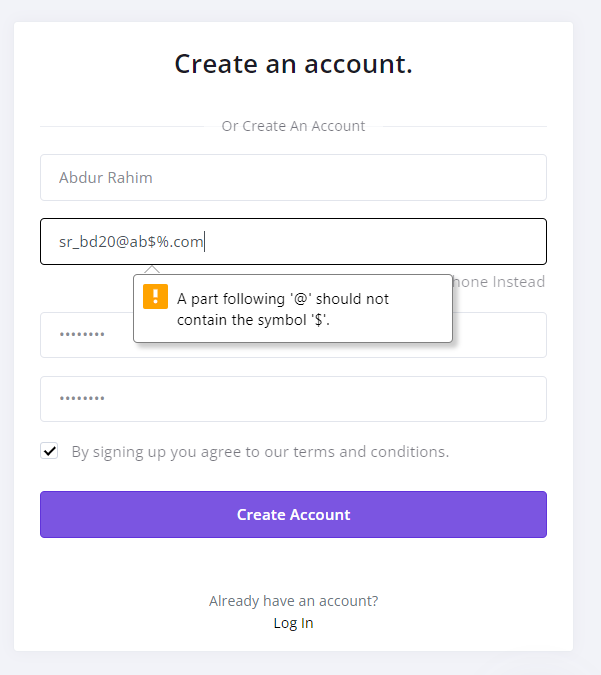 Create an account.
Or Create An Account
Abdur Rahim
sr_bd20@ab$%.com
hone Instead
A part following '@' should not
contain the symbol '$'.
••••••••
••••••••
By signing up you agree to our terms and conditions.
Create Account
Already have an account?
Log In